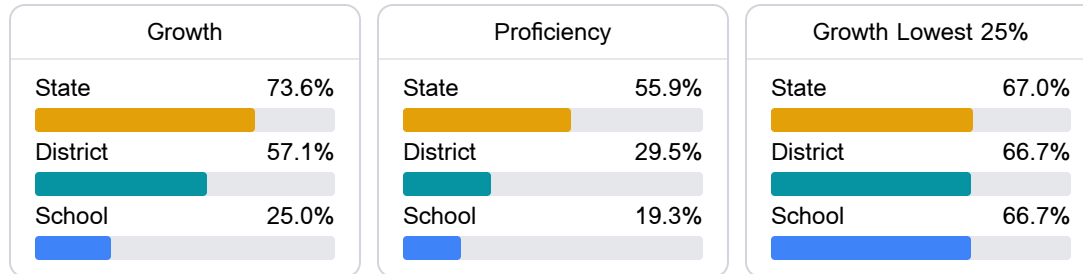 Growth
State 73.6%
District 57.1%
School 25.0%
Proficiency
State 55.9%
District 29.5%
School 19.3%
Growth Lowest 25%
State 67.0%
District 66.7%
School 66.7%